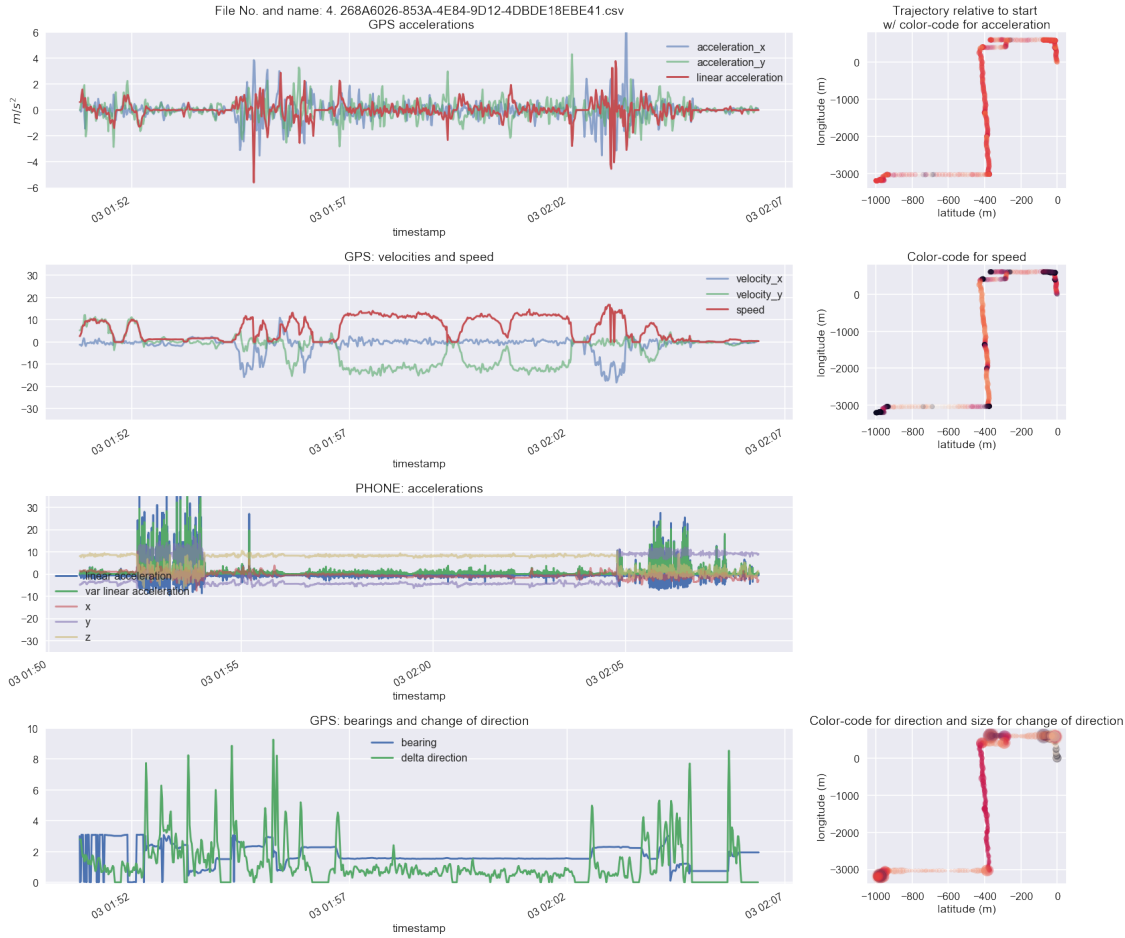 File No. and name: 4. 268A6026-853A-4E84-9D12-4DBDE18EBE41.csv
GPS accelerations
6
4
2
0
−2
−4
−6
m/s²
acceleration_x
acceleration_y
linear acceleration
03 01:52
03 01:57
03 02:02
03 02:07
timestamp
Trajectory relative to start
w/ color-code for acceleration
0
−1000
−2000
−3000
longitude (m)
−1000 −800 −600 −400 −200 0
latitude (m)
GPS: velocities and speed
30
20
10
0
−10
−20
−30
velocity_x
velocity_y
speed
03 01:52
03 01:57
03 02:02
03 02:07
timestamp
Color-code for speed
0
−1000
−2000
−3000
longitude (m)
−1000 −800 −600 −400 −200 0
latitude (m)
PHONE: accelerations
30
20
10
0
−10
−20
−30
linear acceleration
var linear acceleration
x
y
z
03 01:50
03 01:55
03 02:00
03 02:05
timestamp
GPS: bearings and change of direction
10
8
6
4
2
0
bearing
delta direction
03 01:52
03 01:57
03 02:02
03 02:07
timestamp
Color-code for direction and size for change of direction
0
−1000
−2000
−3000
longitude (m)
−1000 −800 −600 −400 −200 0
latitude (m)